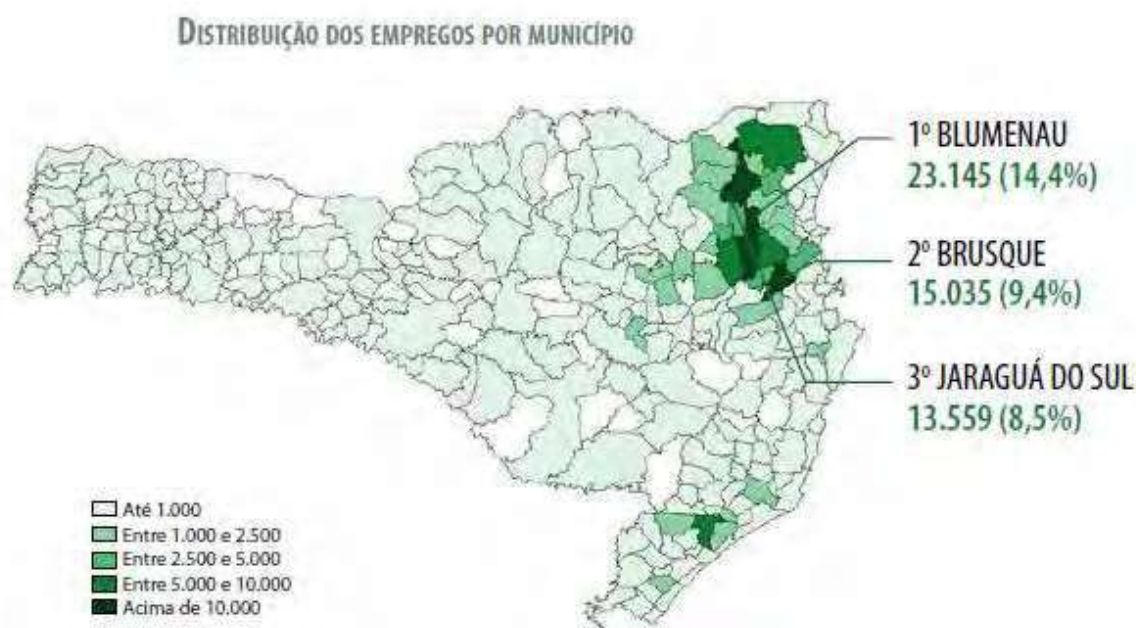 DISTRIBUIÇÃO DOS EMPREGOS POR MUNICÍPIO
1º BLUMENAU
23.145 (14,4%)
2º BRUSQUE
15.035 (9,4%)
3º JARAGUÁ DO SUL
13.559 (8,5%)
Até 1.000
Entre 1.000 e 2.500
Entre 2.500 e 5.000
Entre 5.000 e 10.000
Acima de 10.000